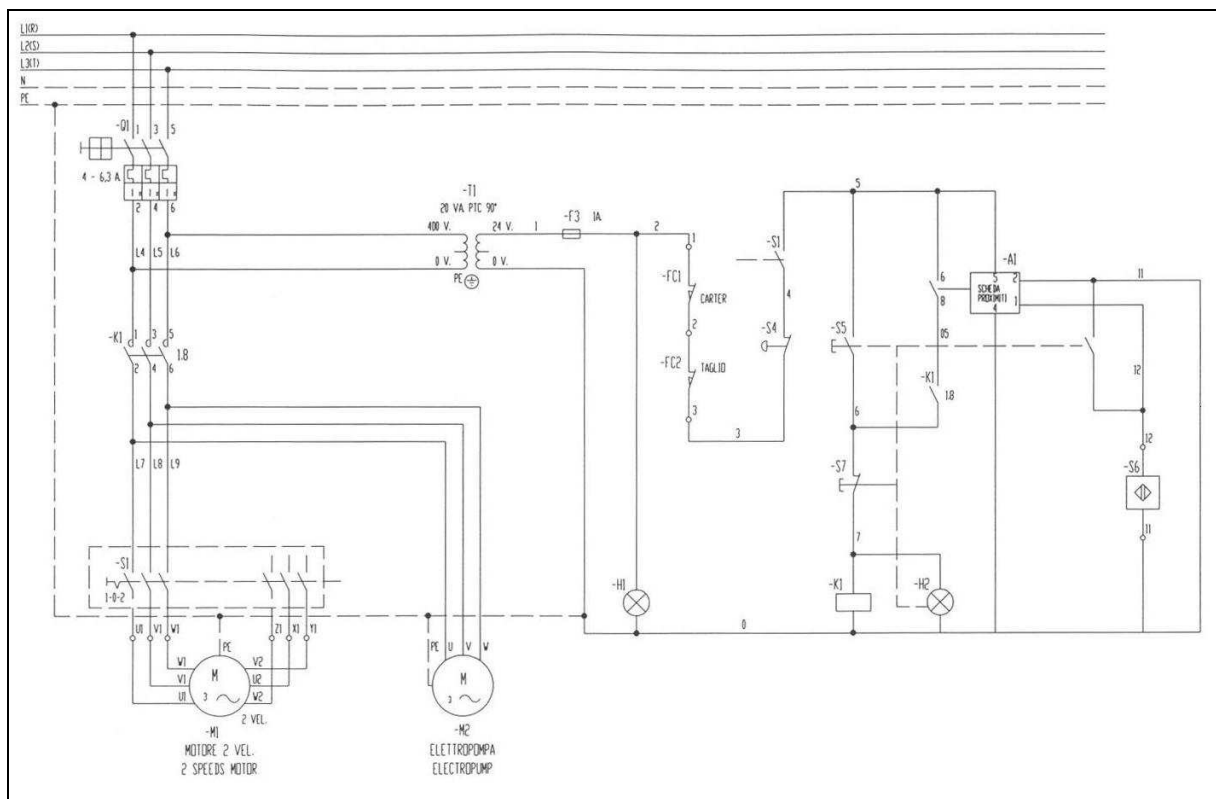 L1(R)
L2(S)
L3(T)
N
PE
-Q1 1 3 5
4 - 6,3 A.
2 4 6
-T1
20 VA. PTC 90°
400 V. 24 V. 1 -F3 1A. 2
L4 L5 L6
0 V. 0 V.
PE
1
-FC1
CARTER
2
-FC2 TAGLIO
3
3
-S1
4
-S4
5
-A1
5 2
SCHEDA
PROXIMITI 1
4
11
6
8
05
-S5
-K1 1.8
6
12
12
-S6
11
-S7
7
-K1 -H2
-H1
0
-K1 1 3 5
1.8
2 4 6
L7 L8 L9
-S1
1-0-2
U1 V1 W1 Z1 X1 Y1
PE
W1 V2
V1 U2
U1 W2
M
3
2 VEL.
-M1
MOTORE 2 VEL.
2 SPEEDS MOTOR
PE U V W
M
3
-M2
ELETTROPOMPA
ELECTROPUMP